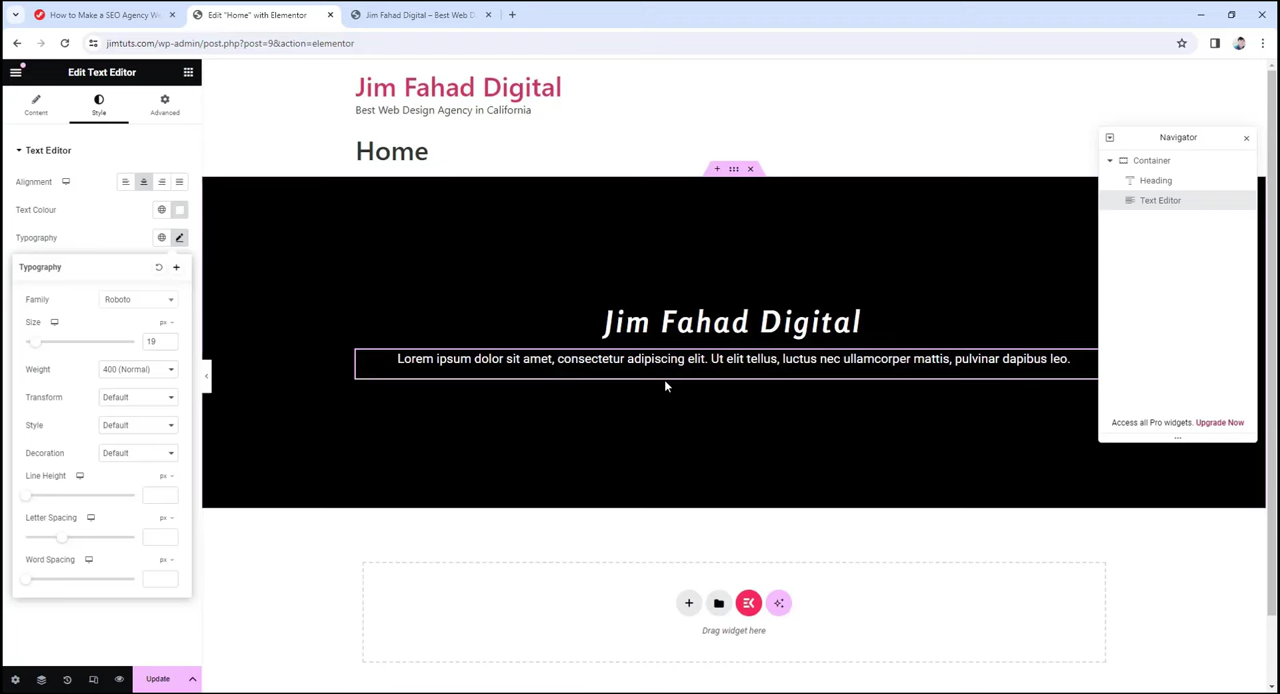 How to Make a SEO Agency We
Edit "Home" with Elementor
Jim Fahad Digital – Best Web D
jimtuts.com/wp-admin/post.php?post=9&action=elementor
Edit Text Editor
Content
Style
Advanced
Text Editor
Alignment
Text Colour
Typography
Typography
Family
Roboto
Size
px
19
Weight
400 (Normal)
Transform
Default
Style
Default
Decoration
Default
Line Height
px
Letter Spacing
px
Word Spacing
px
Update
Jim Fahad Digital
Best Web Design Agency in California
Home
Jim Fahad Digital
Lorem ipsum dolor sit amet, consectetur adipiscing elit. Ut elit tellus, luctus nec ullamcorper mattis, pulvinar dapibus leo.
Drag widget here
Navigator
Container
Heading
Text Editor
Access all Pro widgets. Upgrade Now